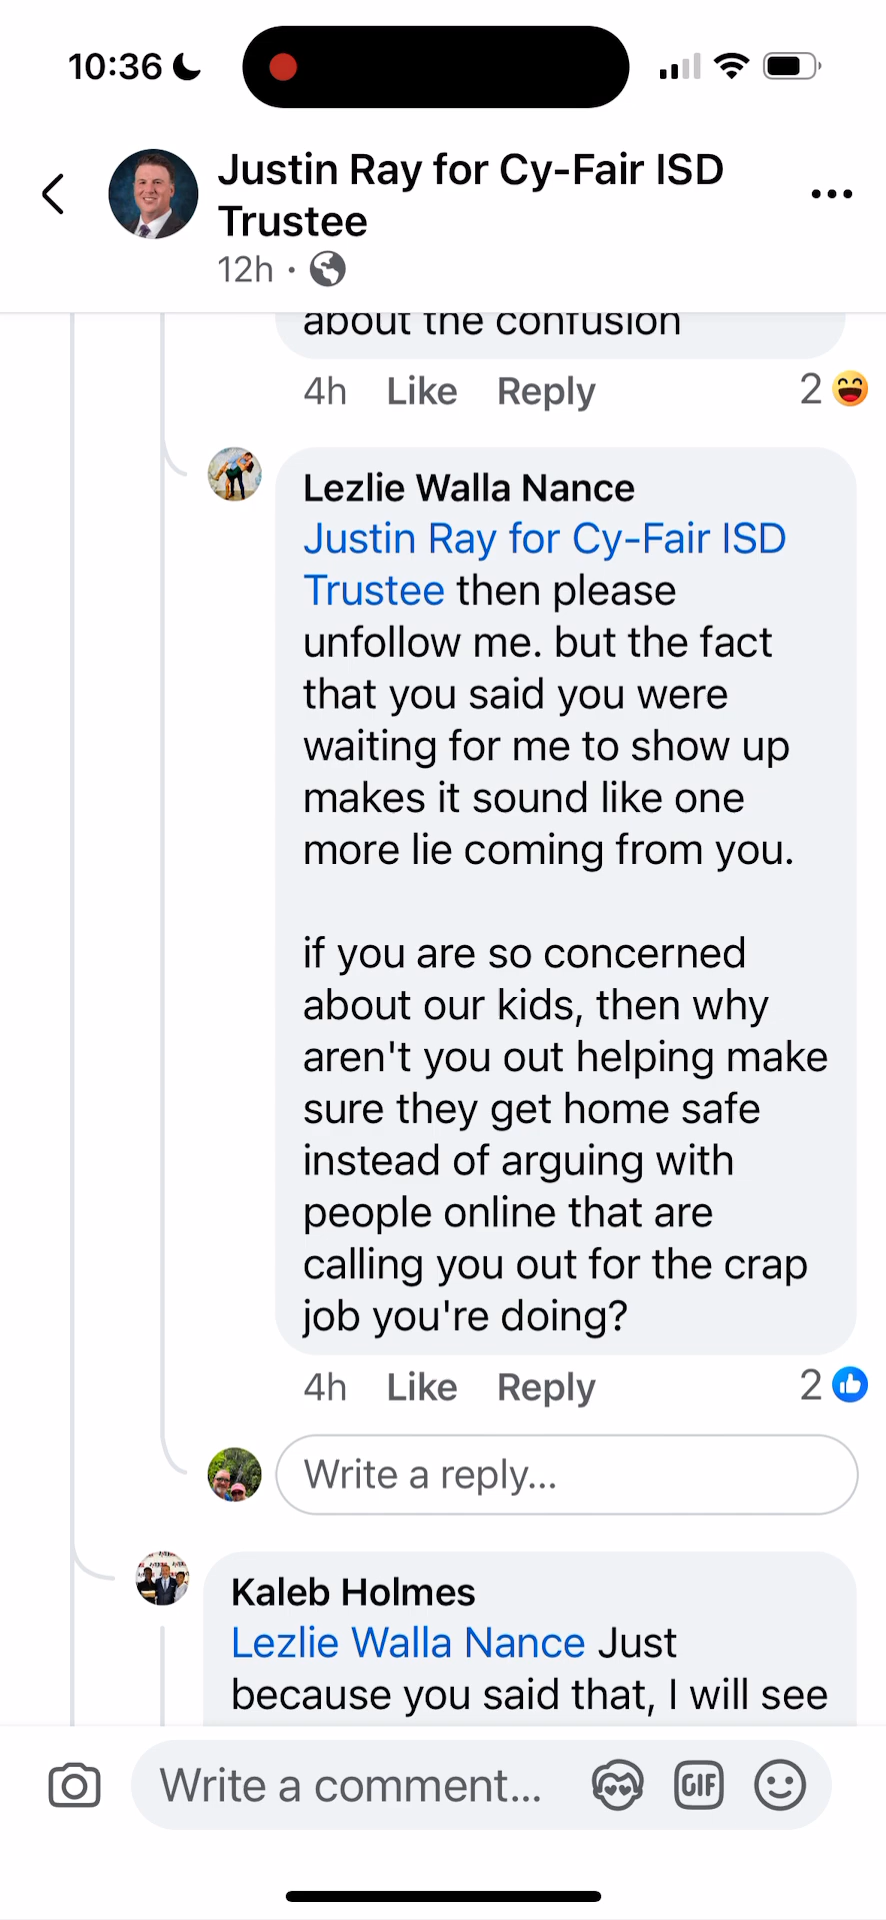 10:36
Justin Ray for Cy-Fair ISD
Trustee
12h ·
about the confusion
4h Like Reply 2
Lezlie Walla Nance
Justin Ray for Cy-Fair ISD
Trustee then please
unfollow me. but the fact
that you said you were
waiting for me to show up
makes it sound like one
more lie coming from you.
if you are so concerned
about our kids, then why
aren't you out helping make
sure they get home safe
instead of arguing with
people online that are
calling you out for the crap
job you're doing?
4h Like Reply 2
Write a reply...
Kaleb Holmes
Lezlie Walla Nance Just
because you said that, I will see
Write a comment...
GIF